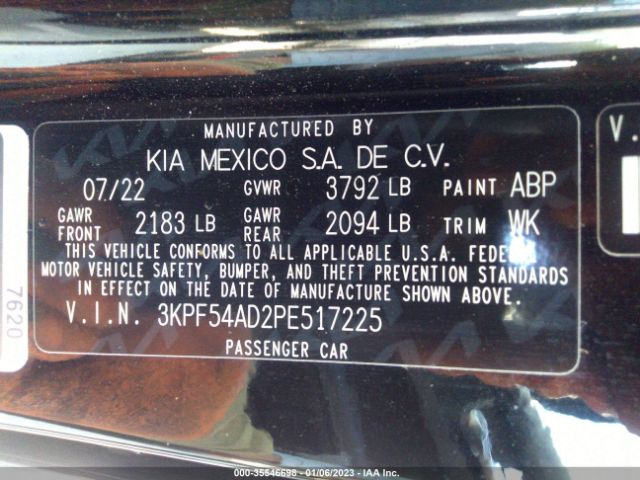 MANUFACTURED BY
KIA MEXICO S.A. DE C.V.
07/22 GVWR 3792 LB PAINT ABP
GAWR FRONT 2183 LB GAWR REAR 2094 LB TRIM WK
THIS VEHICLE CONFORMS TO ALL APPLICABLE U.S.A. FEDERAL
MOTOR VEHICLE SAFETY, BUMPER, AND THEFT PREVENTION STANDARDS
IN EFFECT ON THE DATE OF MANUFACTURE SHOWN ABOVE.
V.I.N. 3KPF54AD2PE517225
PASSENGER CAR
7620
V.
000-35546698 - 01/06/2023 - IAA Inc.